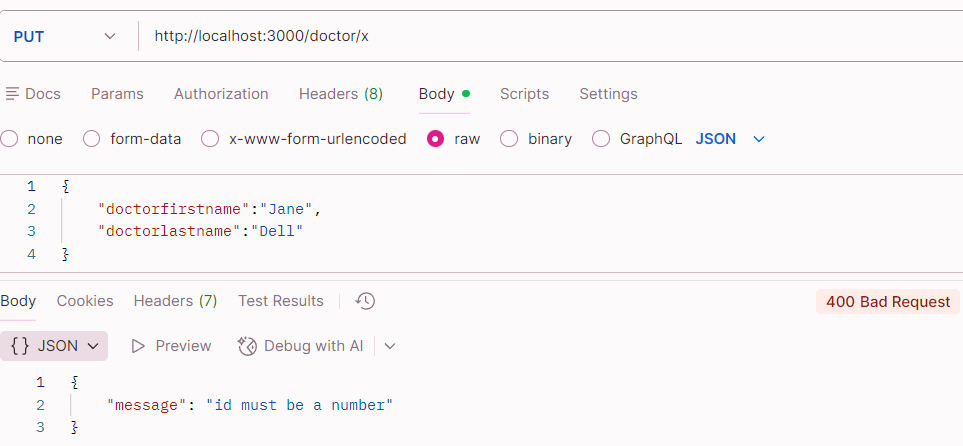 PUT http://localhost:3000/doctor/x
Docs Params Authorization Headers (8) Body Scripts Settings
none form-data x-www-form-urlencoded raw binary GraphQL JSON
1 {
2 "doctorfirstname":"Jane",
3 "doctorlastname":"Dell"
4 }
Body Cookies Headers (7) Test Results 400 Bad Request
{} JSON Preview Debug with AI
1 {
2 "message": "id must be a number"
3 }